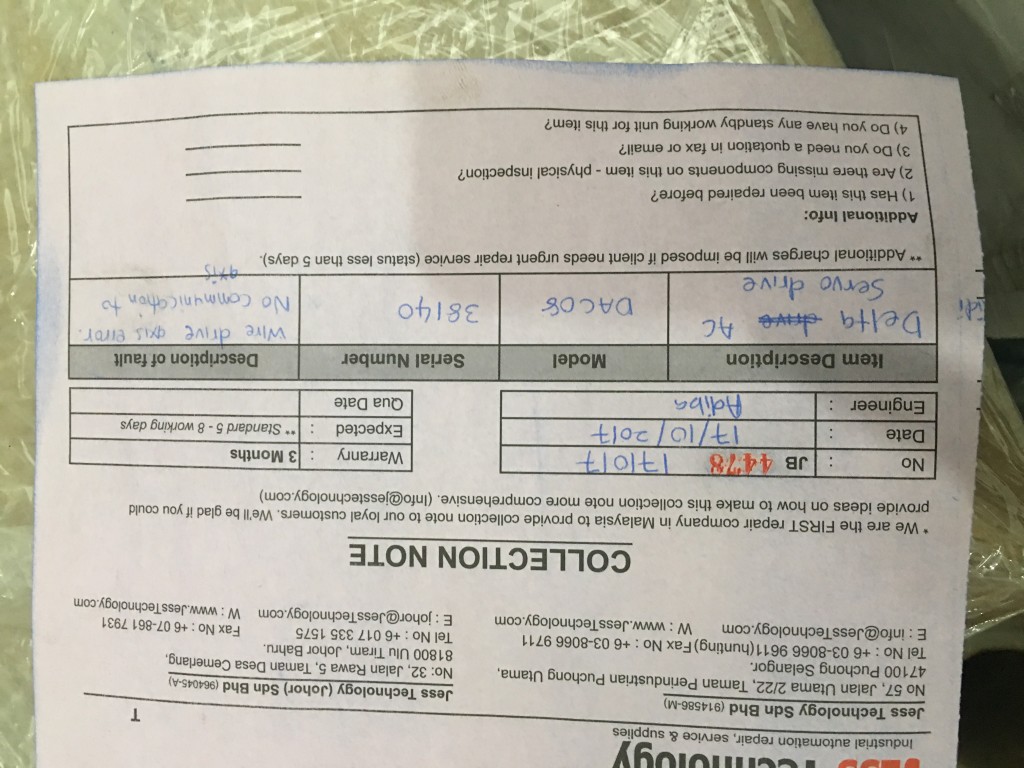 Technology
Industrial automation repair, service & supplies
T
Jess Technology Sdn Bhd (914586-M)
No 57, Jalan Utama 2/22, Taman Perindustrian Puchong Utama,
47100 Puchong Selangor.
Tel No : +6 03-8066 9611(hunting) Fax No : +6 03-8066 9711
E : info@JessTechnology.com W : www.JessTechnology.com
Jess Technology (Johor) Sdn Bhd (964045-A)
No: 32, Jalan Rawa 5, Taman Desa Cemerlang,
81800 Ulu Tiram, Johor Bahru.
Tel No : +6 017 335 1575 Fax No : +6 07-861 7931
E : johor@JessTechnology.com W : www.JessTechnology.com
COLLECTION NOTE
* We are the FIRST repair company in Malaysia to provide collection note to our loyal customers. We'll be glad if you could
provide ideas on how to make this collection note more comprehensive. (Info@jesstechnology.com)
No : JB 4478 171017
Date : 17/10/2017
Engineer : Adiba
Warranry : 3 Months
Expected : ** Standard 5 - 8 working days
Qua Date
Item Description Model Serial Number Description of fault
Delta drive AC
Servo drive
DAC08
38140
Wire drive axis error.
No communication to
axis
** Additional charges will be imposed if client needs urgent repair service (status less than 5 days).
Additional Info:
1) Has this item been repaired before?
2) Are there missing components on this item - physical inspection?
3) Do you need a quotation in fax or email?
4) Do you have any standby working unit for this item?